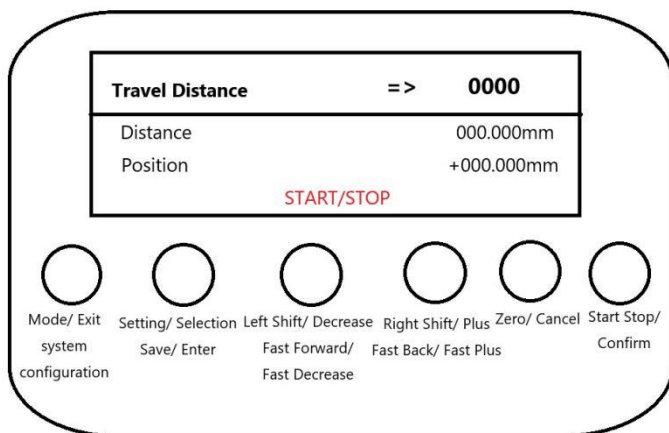 Travel Distance => 0000
Distance 000.000mm
Position +000.000mm
START/STOP
Mode/ Exit
system
configuration
Setting/ Selection
Save/ Enter
Left Shift/ Decrease
Fast Forward/
Fast Decrease
Right Shift/ Plus
Fast Back/ Fast Plus
Zero/ Cancel
Start Stop/
Confirm